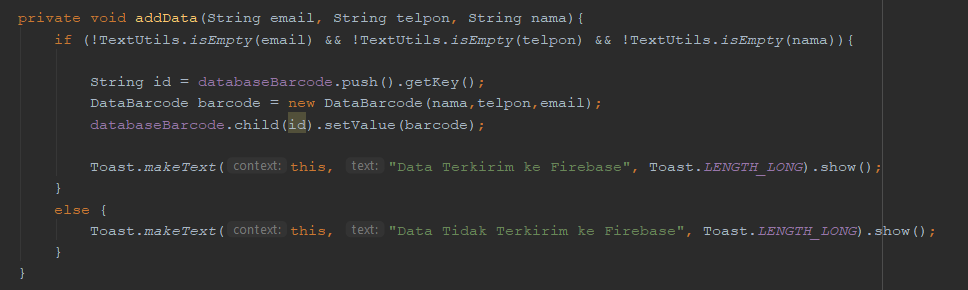 private void addData(String email, String telpon, String nama){
if (!TextUtils.isEmpty(email) && !TextUtils.isEmpty(telpon) && !TextUtils.isEmpty(nama)){
String id = databaseBarcode.push().getKey();
DataBarcode barcode = new DataBarcode(nama,telpon,email);
databaseBarcode.child(id).setValue(barcode);
Toast.makeText( context: this, text: "Data Terkirim ke Firebase", Toast.LENGTH_LONG).show();
}
else {
Toast.makeText( context: this, text: "Data Tidak Terkirim ke Firebase", Toast.LENGTH_LONG).show();
}
}